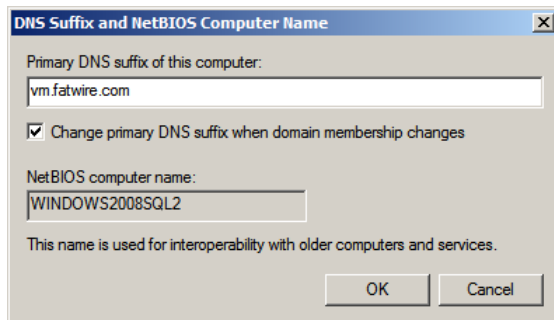 DNS Suffix and NetBIOS Computer Name
Primary DNS suffix of this computer:
vm.fatwire.com
Change primary DNS suffix when domain membership changes
NetBIOS computer name:
WINDOWS2008SQL2
This name is used for interoperability with older computers and services.
OK
Cancel